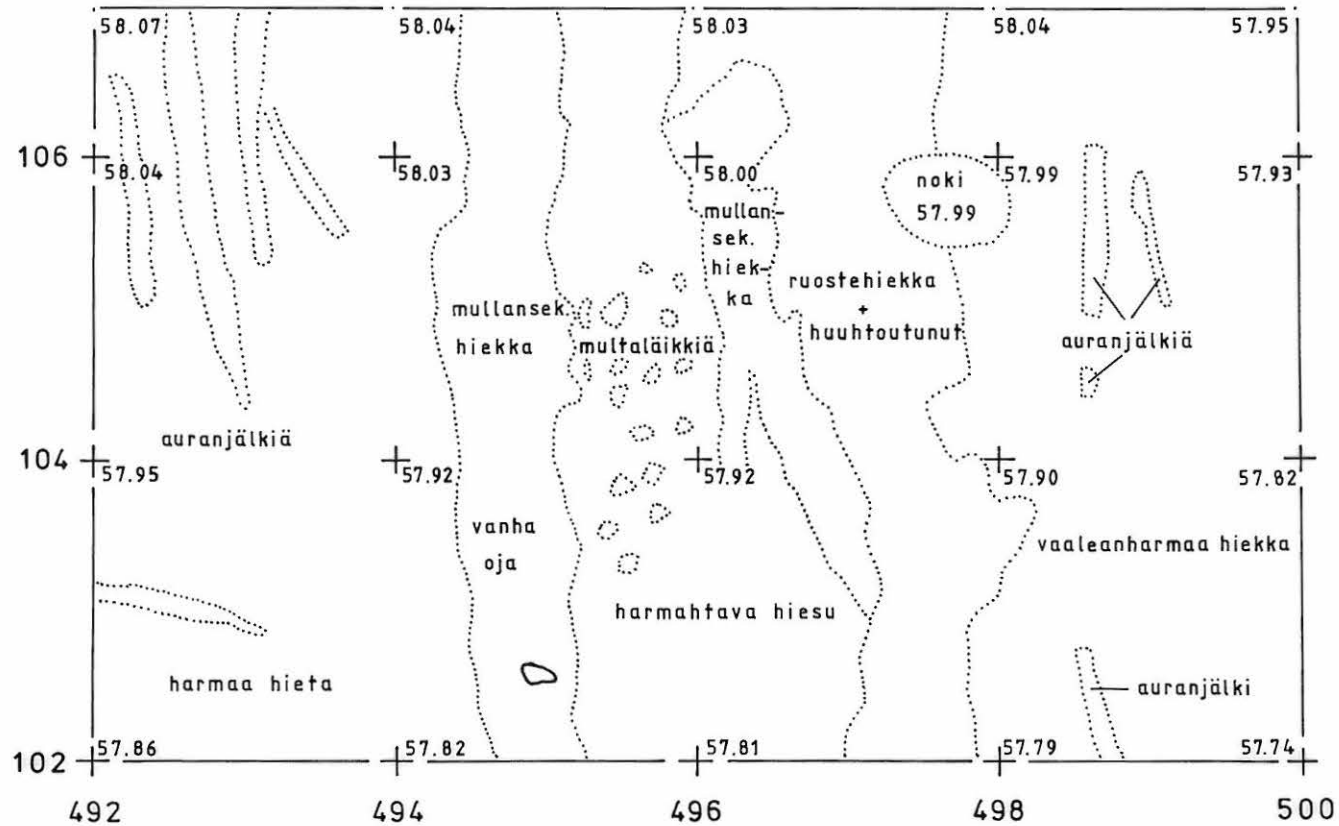 58.07 58.04 58.03 58.04 57.95
106 58.04 58.03 58.00 57.99 57.93
noki
57.99
mullan-
sek.
hiek-
ka
ruostehiekka
+
huuhtoutunut
mullansek.
hiekka
multaläikkiä
auranjälkiä
auranjälkiä
104 57.95 57.92 57.92 57.90 57.82
vanha
oja
vaaleanharmaa hiekka
harmahtava hiesu
harmaa hieta
auranjälki
102 57.86 57.82 57.81 57.79 57.74
492 494 496 498 500